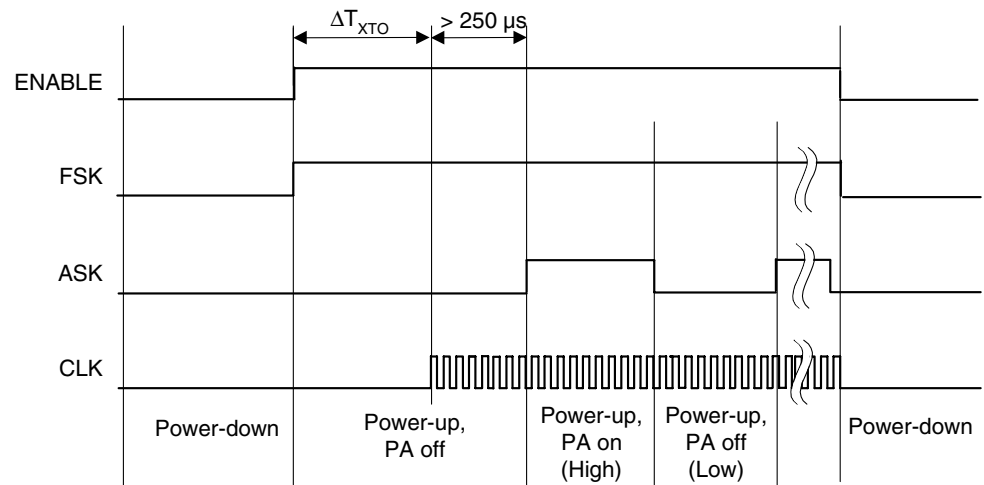 ΔT_XTO > 250 µs
ENABLE
FSK
ASK
CLK
Power-down
Power-up,
PA off
Power-up,
PA on
(High)
Power-up,
PA off
(Low)
Power-down